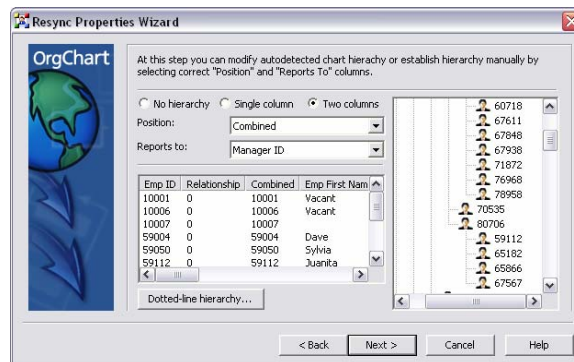 Resync Properties Wizard
OrgChart
At this step you can modify autodetected chart hierachy or establish hierarchy manually by
selecting correct "Position" and "Reports To" columns.
No hierarchy Single column Two columns
Position: Combined
Reports to: Manager ID
Emp ID Relationship Combined Emp First Nam
10001 0 10001 Vacant
10006 0 10006 Vacant
10007 0 10007
59004 0 59004 Dave
59050 0 59050 Sylvia
59112 0 59112 Juanita
Dotted-line hierarchy...
60718
67611
67848
67938
71872
76968
78958
70535
80706
59112
65182
65866
67567
< Back Next > Cancel Help